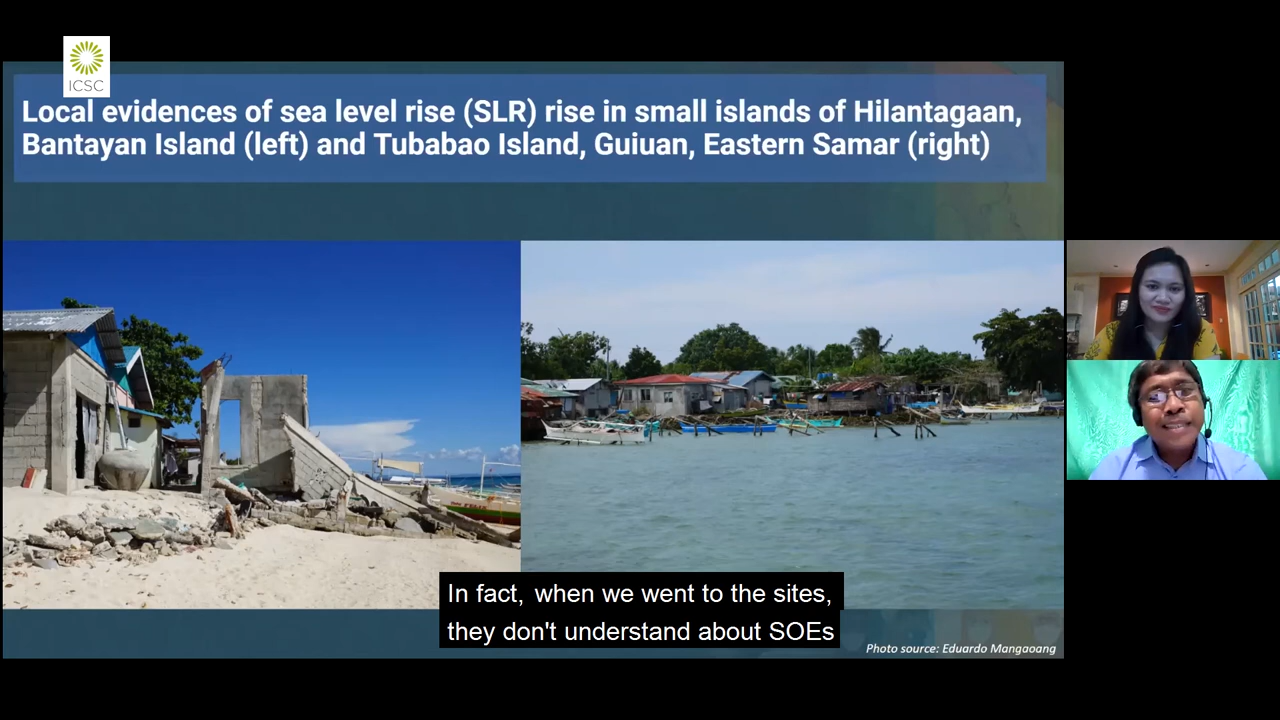 ICSC
Local evidences of sea level rise (SLR) rise in small islands of Hilantagaan,
Bantayan Island (left) and Tubabao Island, Guiuan, Eastern Samar (right)
In fact, when we went to the sites,
they don't understand about SOEs
Photo source: Eduardo Mangaoang